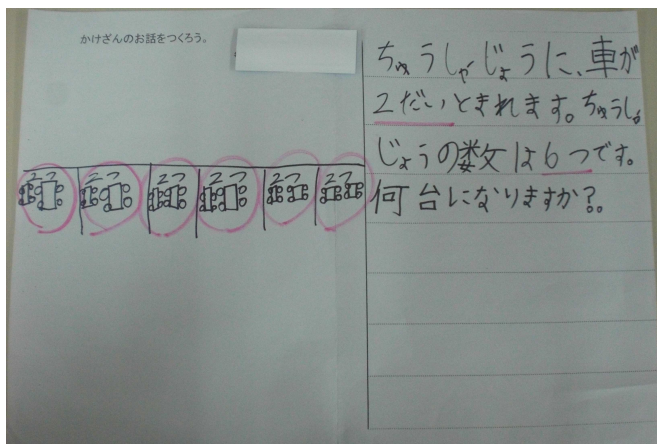 かけざんのお話をつくろう。
ちゅうしゃじょうに、車が
2だいとまれます。ちゅうしゃ
じょうの数は6つです。
何台になりますか?。
2つ 2つ 2つ 2つ 2つ 2つ